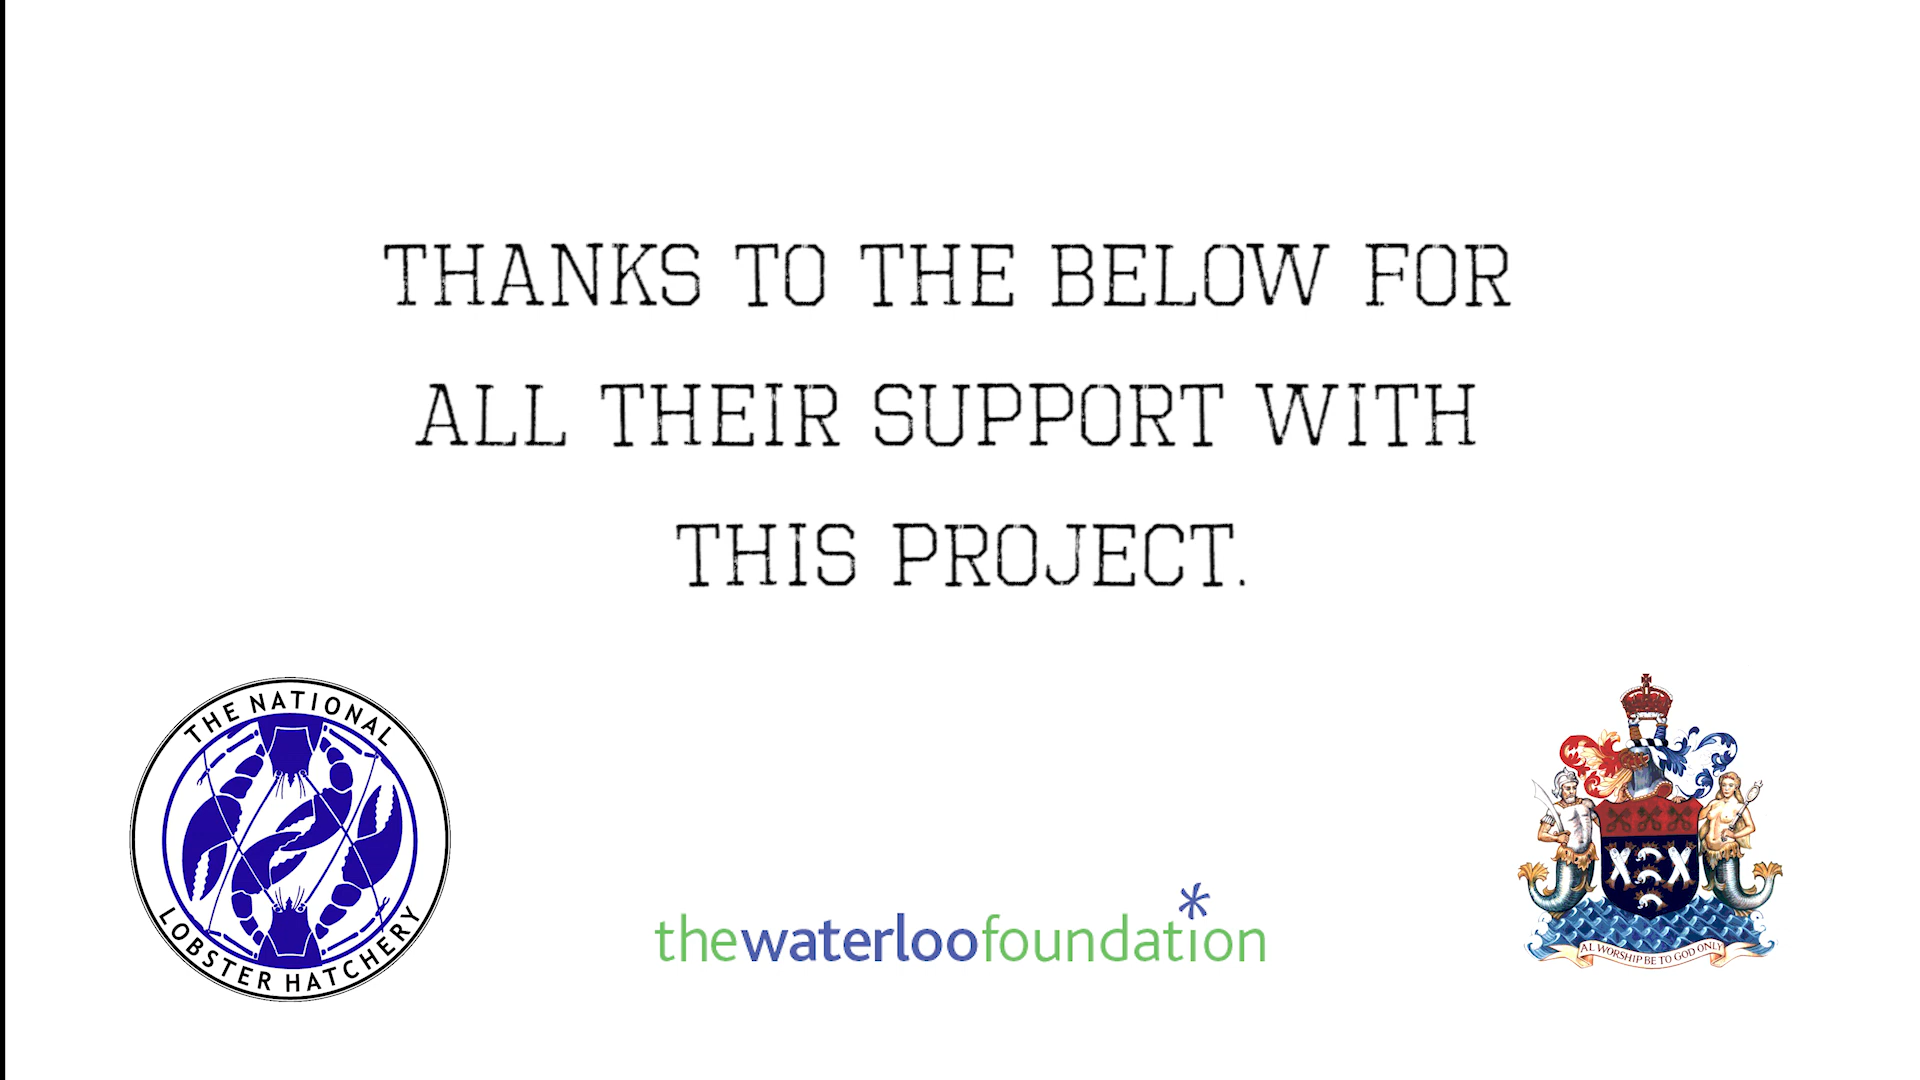 THANKS TO THE BELOW FOR
ALL THEIR SUPPORT WITH
THIS PROJECT.
THE NATIONAL
LOBSTER HATCHERY
thewaterloofoundation*
AL WORSHIP BE TO GOD ONLY